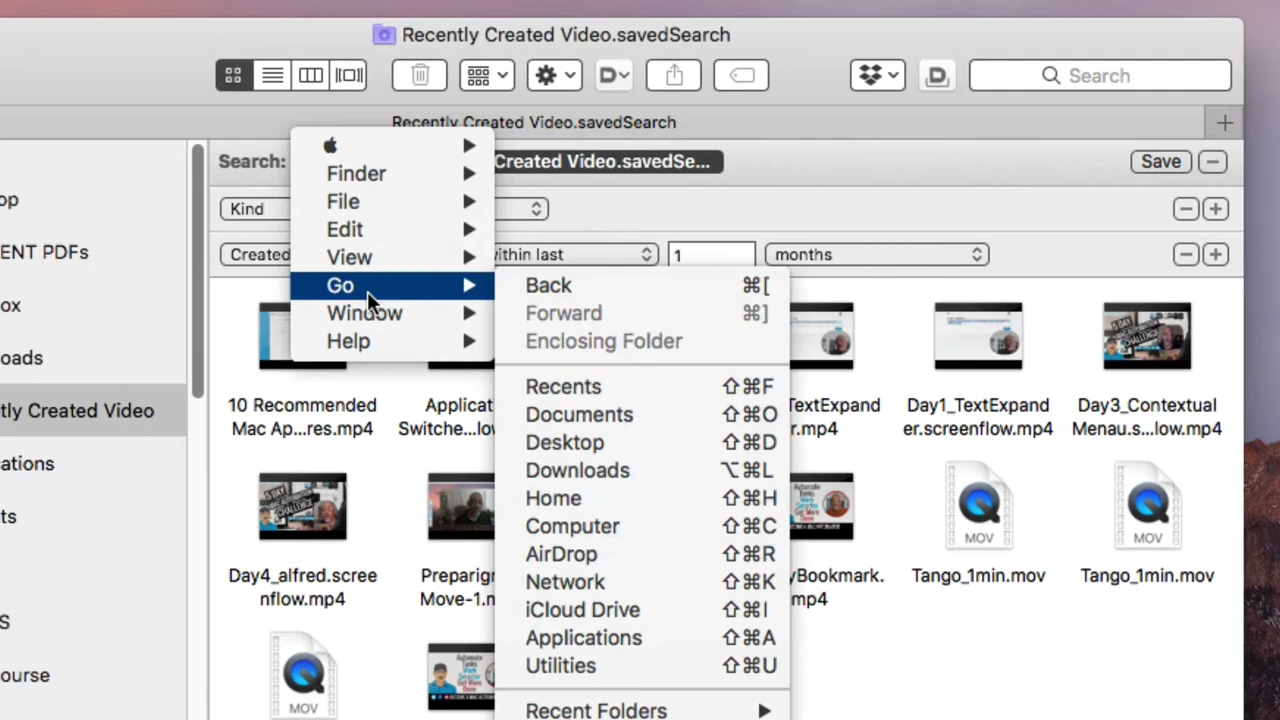 Recently Created Video.savedSearch
Search
Recently Created Video.savedSearch
Search:
Created Video.savedSe...
Save
Kind
Created
within last
1
months
Finder
File
Edit
View
Go
Window
Help
Back ⌘[
Forward ⌘]
Enclosing Folder
Recents ⇧⌘F
Documents ⇧⌘O
Desktop ⇧⌘D
Downloads ⌥⌘L
Home ⇧⌘H
Computer ⇧⌘C
AirDrop ⇧⌘R
Network ⇧⌘K
iCloud Drive ⇧⌘I
Applications ⇧⌘A
Utilities ⇧⌘U
Recent Folders
op
ENT PDFs
ox
oads
tly Created Video
cations
ts
S
ourse
10 Recommended
Mac Ap...res.mp4
Applicat
Switche...low.
TextExpand
r.mp4
Day1_TextExpand
er.screenflow.mp4
Day3_Contextual
Menau.s...low.mp4
Day4_alfred.scree
nflow.mp4
Preparign
Move-1.m
yBookmark.
mp4
MOV
Tango_1min.mov
MOV
Tango_1min.mov
MOV